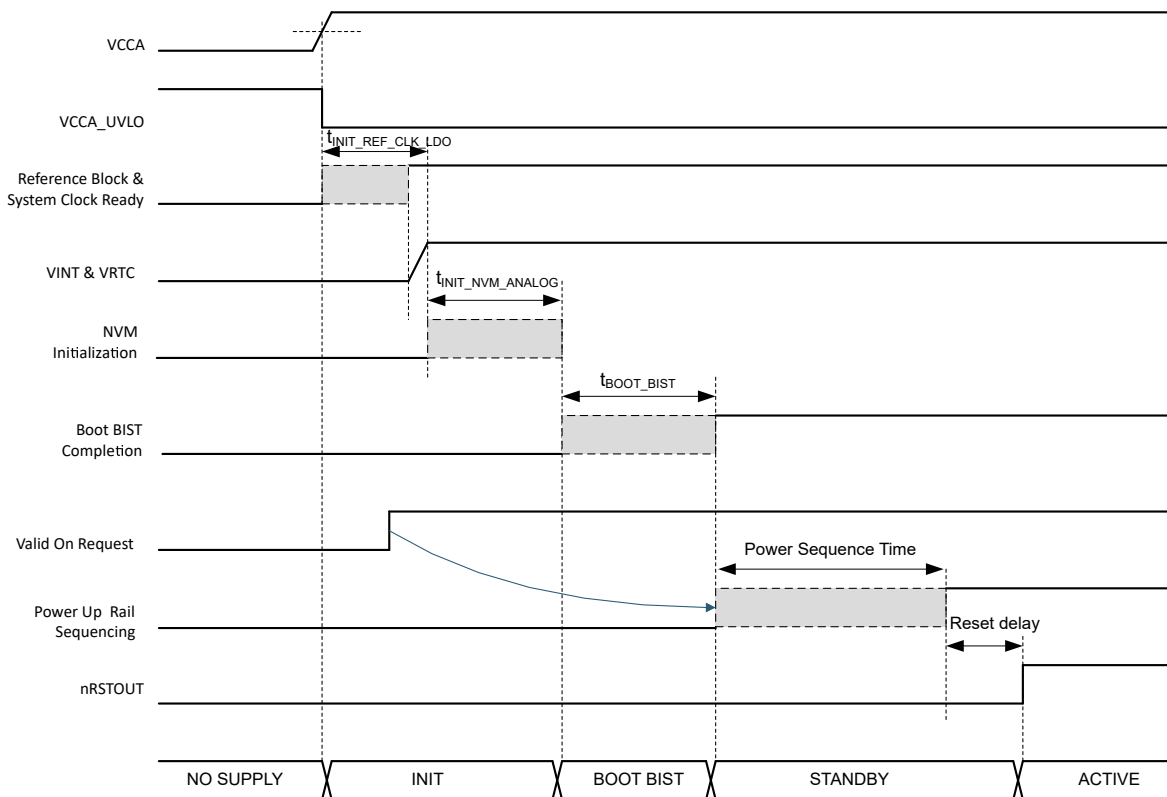 VCCA
VCCA_UVLO
tINIT_REF_CLK_LDO
Reference Block &
System Clock Ready
VINT & VRTC
tINIT_NVM_ANALOG
NVM
Initialization
tBOOT_BIST
Boot BIST
Completion
Valid On Request
Power Sequence Time
Power Up Rail
Sequencing
Reset delay
nRSTOUT
NO SUPPLY
INIT
BOOT BIST
STANDBY
ACTIVE